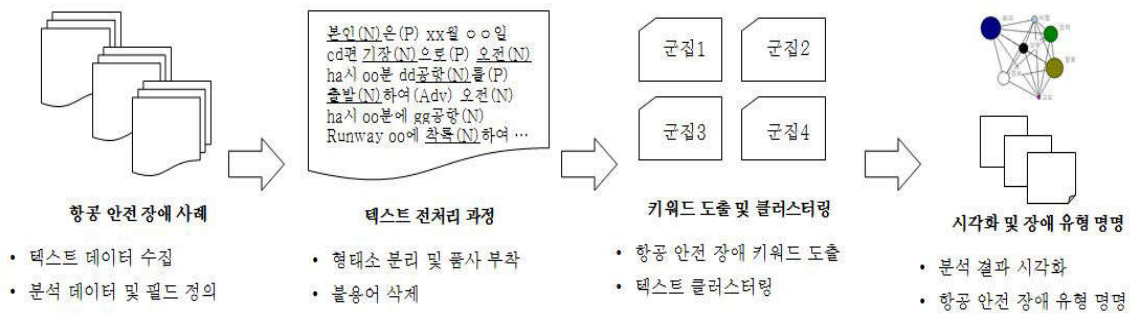 본인(N)은(P) xx월 ㅇㅇ일
cd편 기장(N)으로(P) 오전(N)
ha시 oo분 dd공항(N)를(P)
출발(N)하여(Adv) 오전(N)
ha시 oo분에 gg공항(N)
Runway oo에 착륙(N)하여 …
군집1
군집2
군집3
군집4
항공 안전 장애 사례
• 텍스트 데이터 수집
• 분석 데이터 및 필드 정의
텍스트 전처리 과정
• 형태소 분리 및 품사 부착
• 불용어 삭제
키워드 도출 및 클러스터링
• 항공 안전 장애 키워드 도출
• 텍스트 클러스터링
시각화 및 장애 유형 명명
• 분석 결과 시각화
• 항공 안전 장애 유형 명명